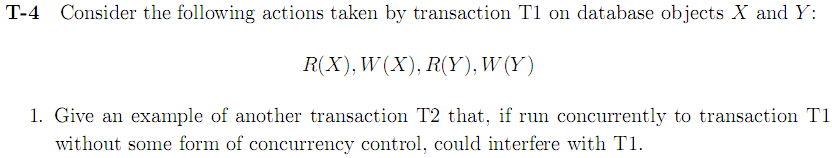 T-4 Consider the following actions taken by transaction T1 on database objects X and Y:
R(X), W(X), R(Y), W(Y)
1. Give an example of another transaction T2 that, if run concurrently to transaction T1
without some form of concurrency control, could interfere with T1.